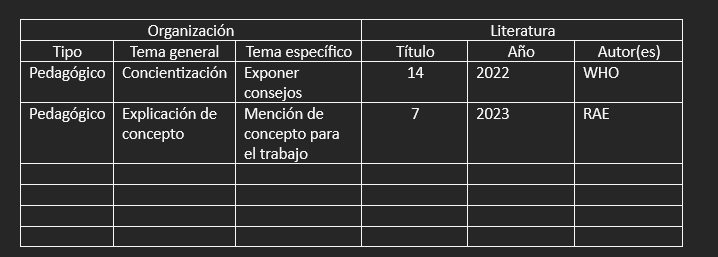 Organización Literatura
Tipo Tema general Tema específico Título Año Autor(es)
Pedagógico Concientización Exponer 14 2022 WHO
consejos
Pedagógico Explicación de Mención de 7 2023 RAE
concepto concepto para
el trabajo